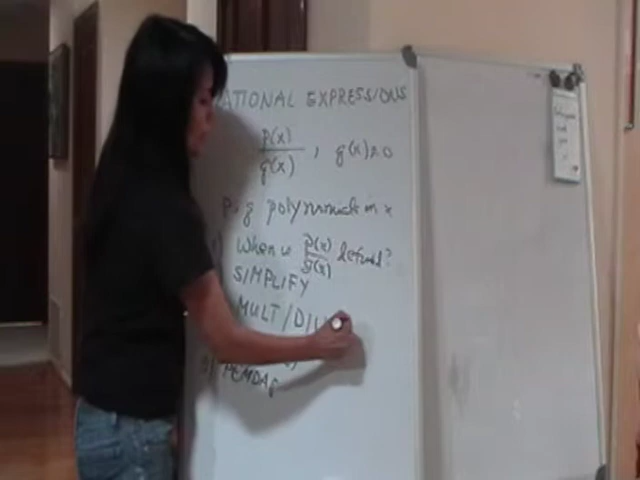 ATIONAL EXPRESSIONS
p(x)
g(x) , g(x) ≠ 0
p, g polynomials in x
When is p(x)/g(x) defined?
SIMPLIFY
MULT/DIV
PEMDAS